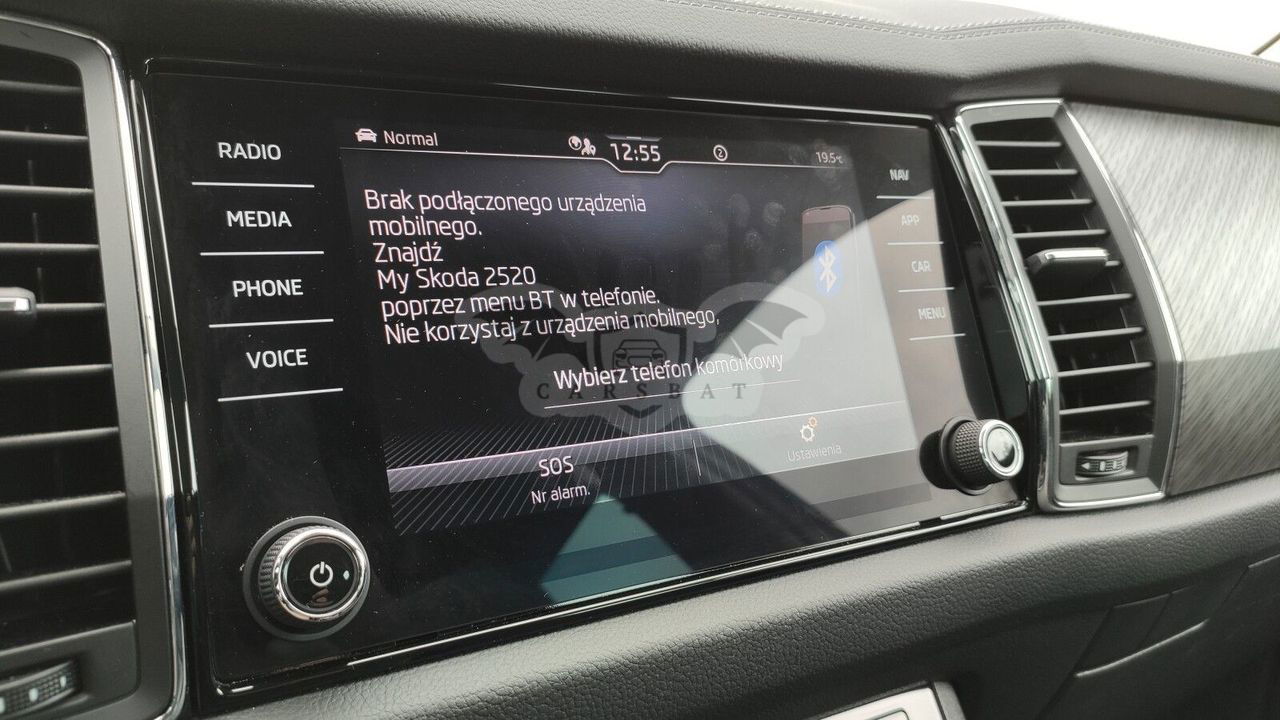 RADIO
MEDIA
PHONE
VOICE
Normal
12:55
2
19.5°C
Brak podłączonego urządzenia
mobilnego.
Znajdź
My Skoda 2520
poprzez menu BT w telefonie.
Nie korzystaj z urządzenia mobilnego,
Wybierz telefon komórkowy
CARSBAT
SOS
Nr alarm.
Ustawienia
NAV
APP
CAR
MENU